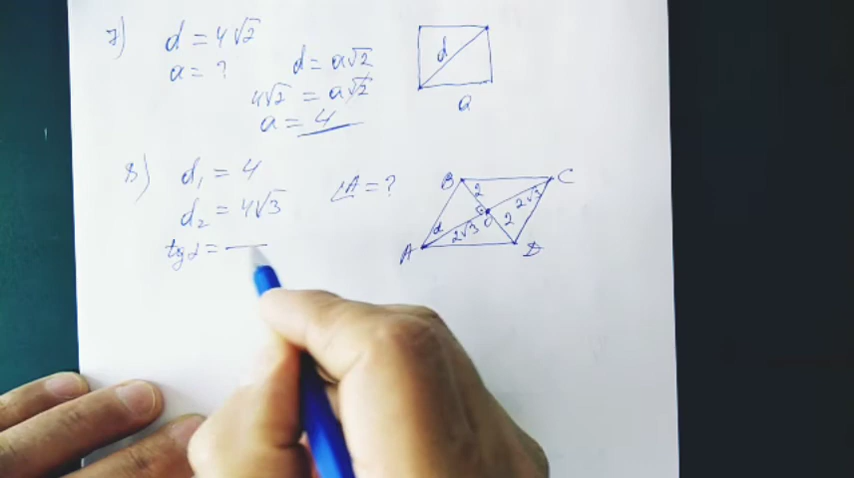 7)
d = 4√2
a = ?
d = a√2
4√2 = a√2
a = 4
d
a
8)
d₁ = 4
d₂ = 4√3
∠A = ?
tg α =
B
C
2
2√3
O
α
2√3
2
A
D